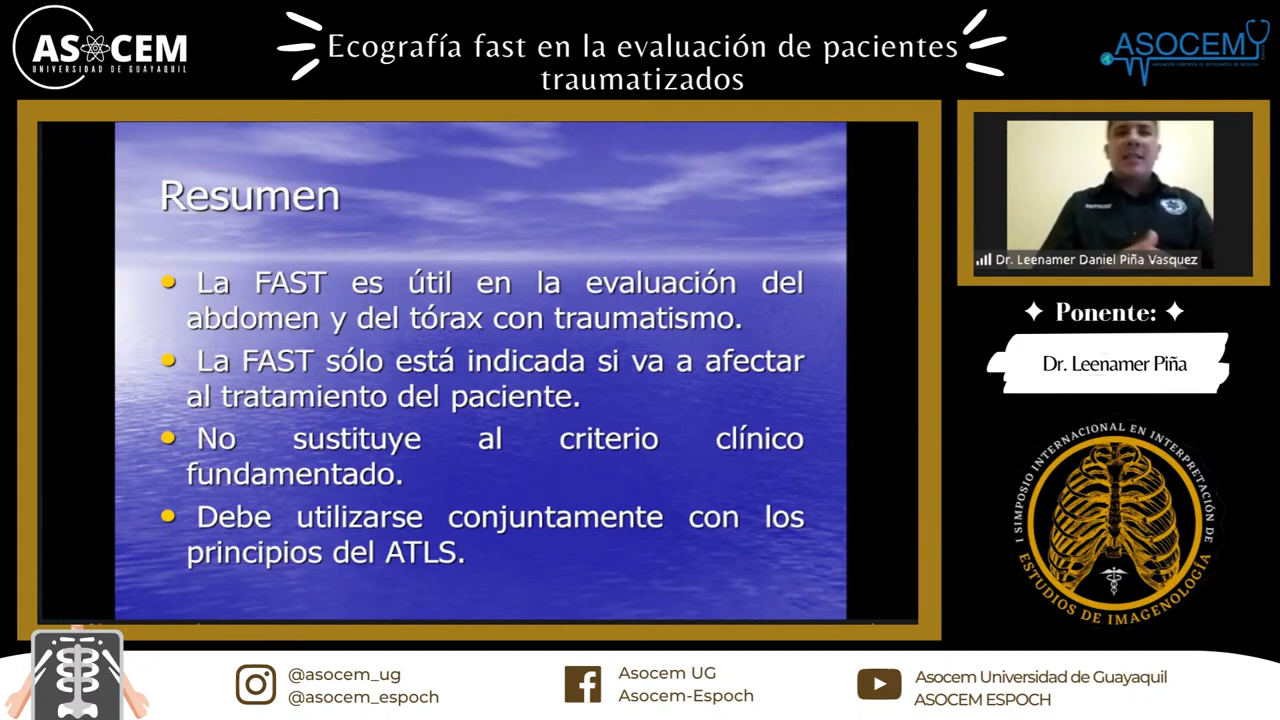 ASOCEM
UNIVERSIDAD DE GUAYAQUIL
Ecografía fast en la evaluación de pacientes
traumatizados
ASOCEM
Resumen
La FAST es útil en la evaluación del
abdomen y del tórax con traumatismo.
La FAST sólo está indicada si va a afectar
al tratamiento del paciente.
No sustituye al criterio clínico
fundamentado.
Debe utilizarse conjuntamente con los
principios del ATLS.
Dr. Leenamer Daniel Piña Vasquez
Ponente:
Dr. Leenamer Piña
I SIMPOSIO INTERNACIONAL EN INTERPRETACIÓN DE
ESTUDIOS DE IMAGENOLOGÍA
@asocem_ug
@asocem_espoch
Asocem UG
Asocem-Espoch
Asocem Universidad de Guayaquil
ASOCEM ESPOCH